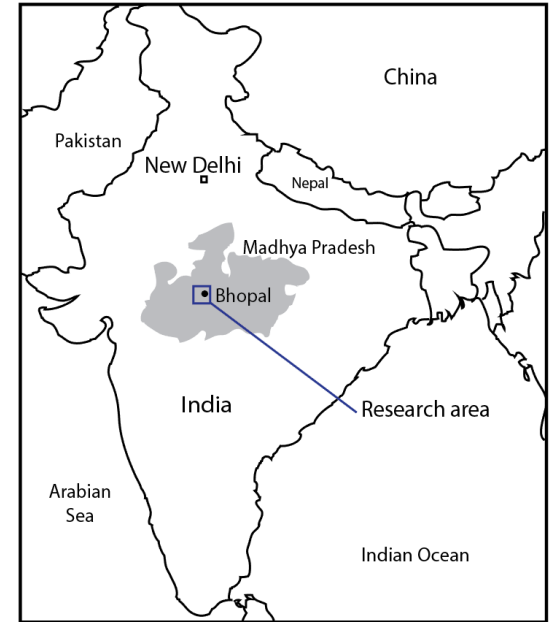 China
Pakistan
New Delhi
Nepal
Madhya Pradesh
Bhopal
India
Research area
Arabian
Sea
Indian Ocean